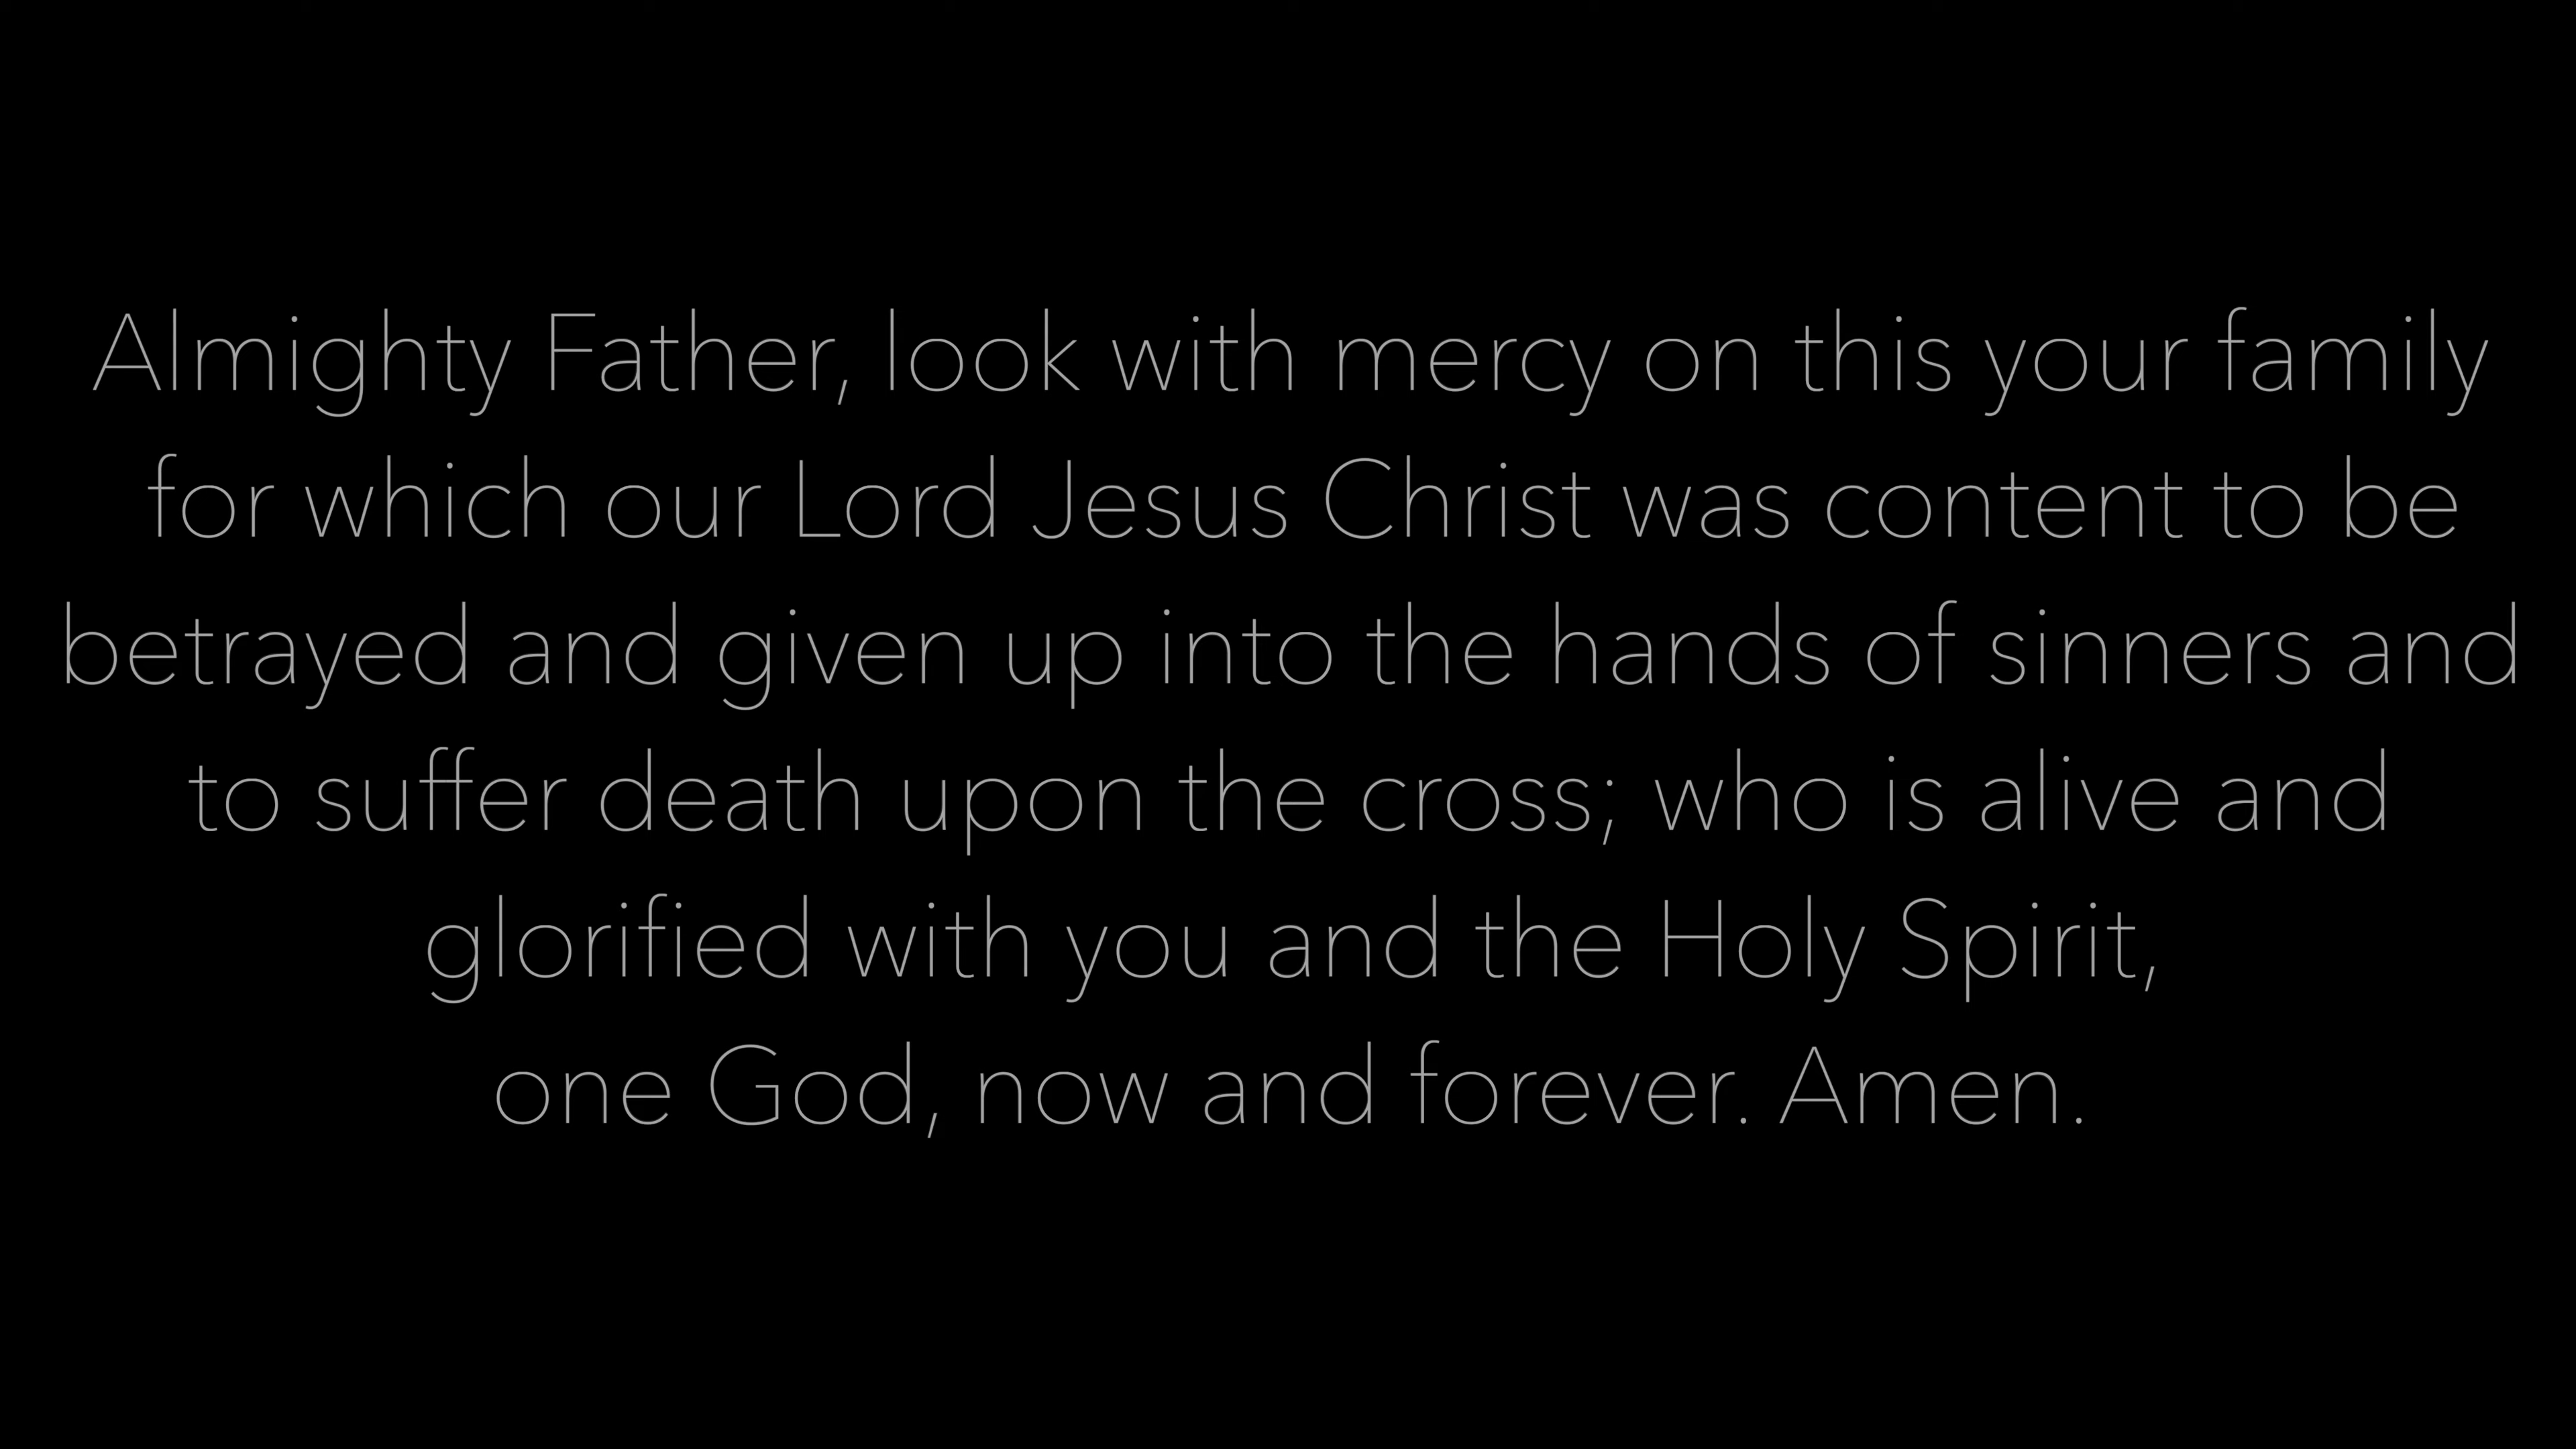 Almighty Father, look with mercy on this your family
for which our Lord Jesus Christ was content to be
betrayed and given up into the hands of sinners and
to suffer death upon the cross; who is alive and
glorified with you and the Holy Spirit,
one God, now and forever. Amen.